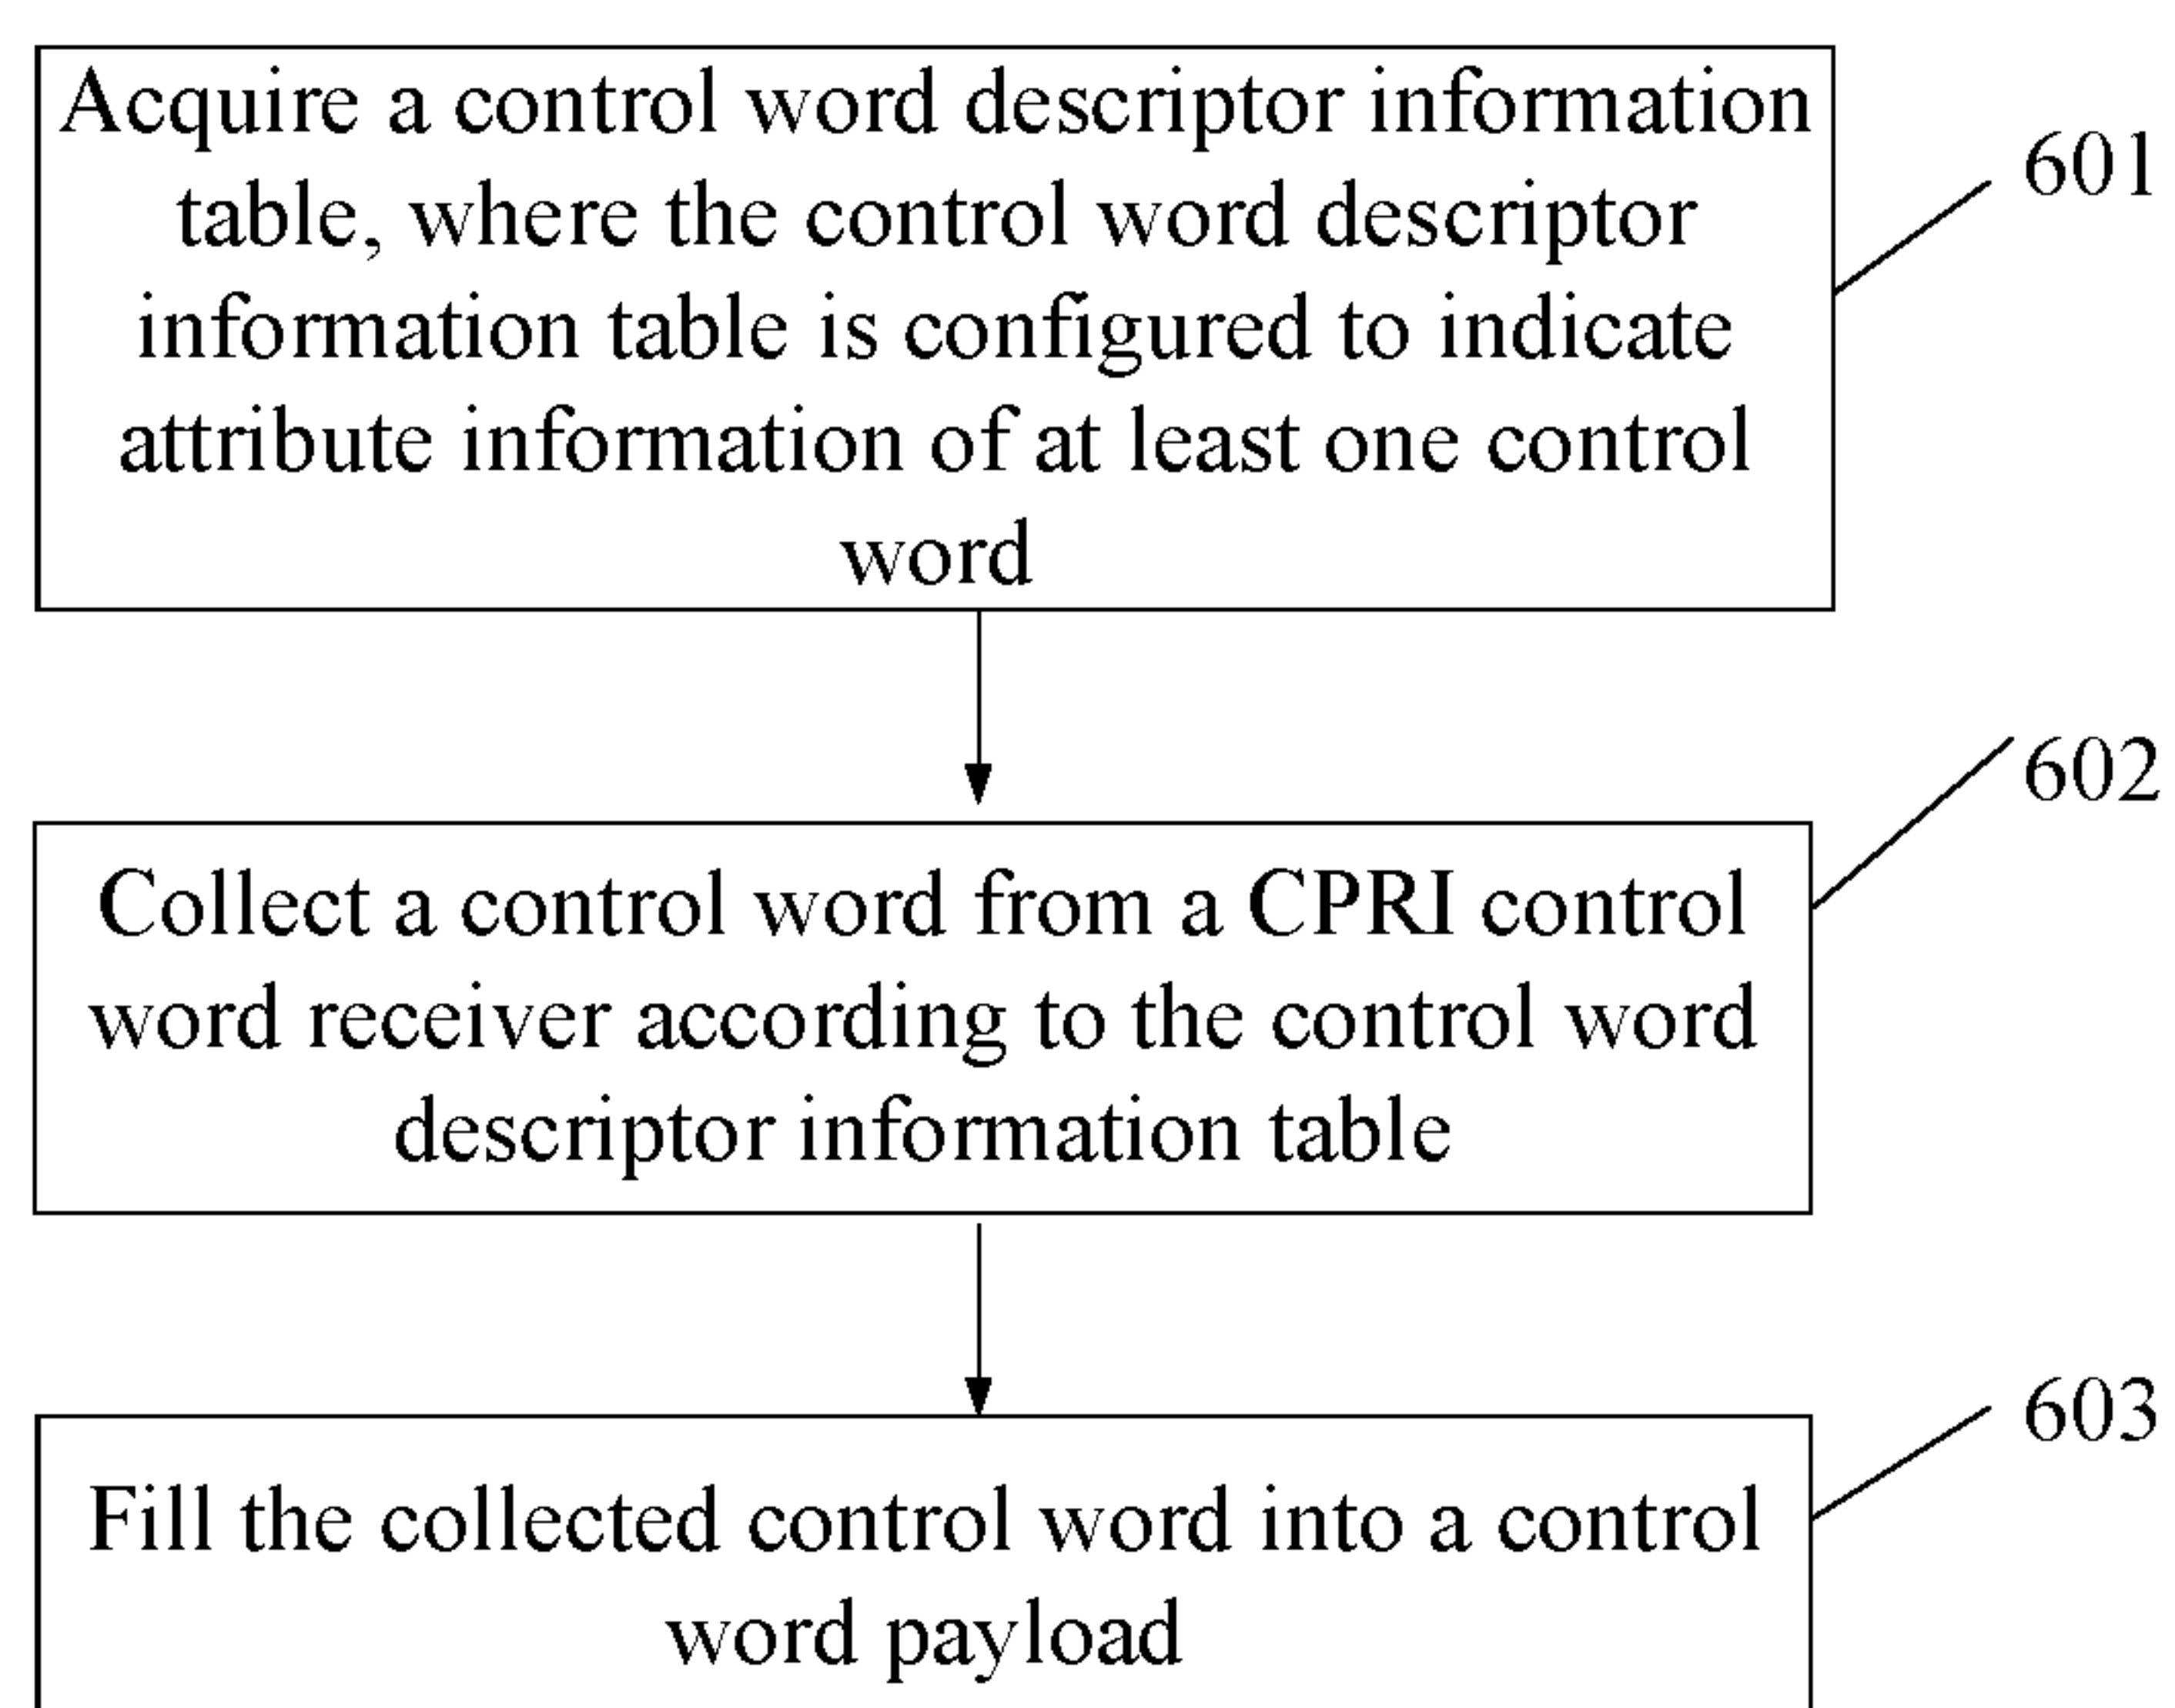 Acquire a control word descriptor information
table, where the control word descriptor
information table is configured to indicate
attribute information of at least one control
word
601
Collect a control word from a CPRI control
word receiver according to the control word
descriptor information table
602
Fill the collected control word into a control
word payload
603